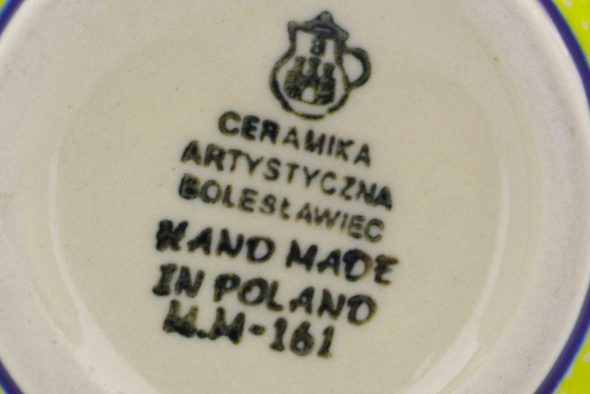 CERAMIKA
ARTYSTYCZNA
BOLESŁAWIEC
HAND MADE
IN POLAND
M.M-161